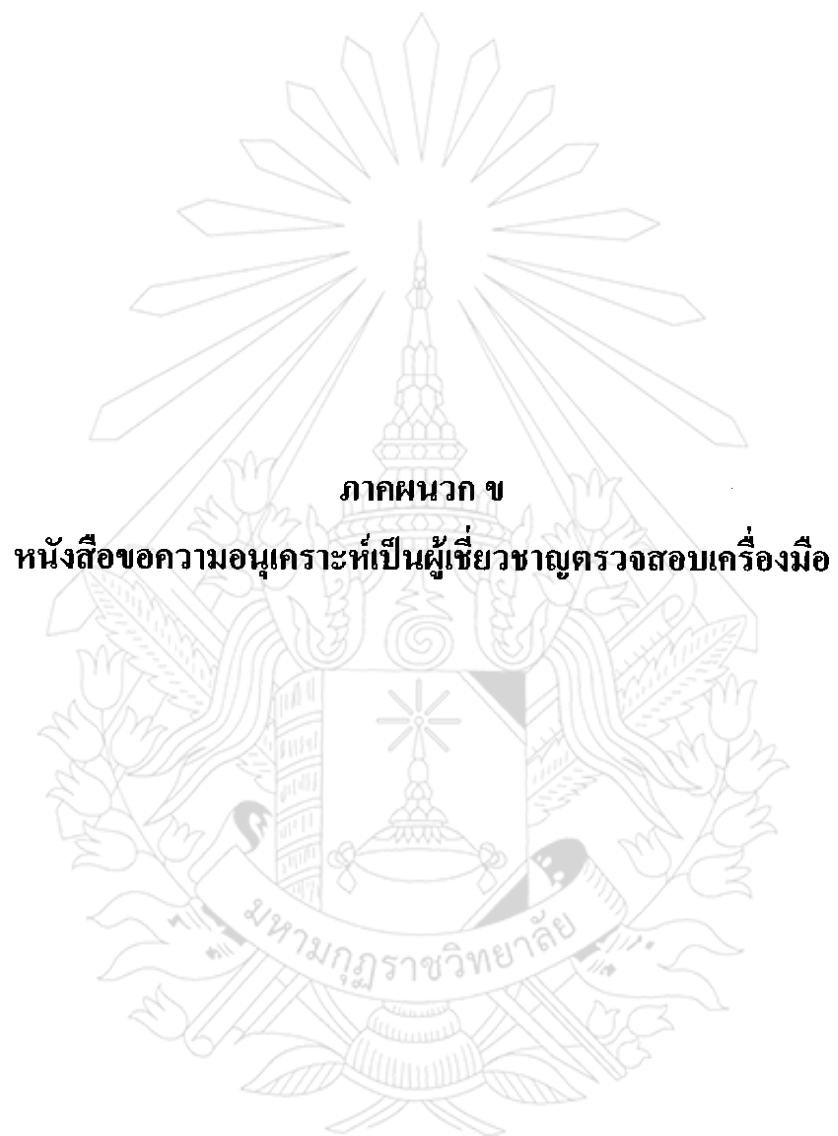 ภาคผนวก ข
หนังสือขอความอนุเคราะห์เป็นผู้เชี่ยวชาญตรวจสอบเครื่องมือ
มหามกุฏราชวิทยาลัย